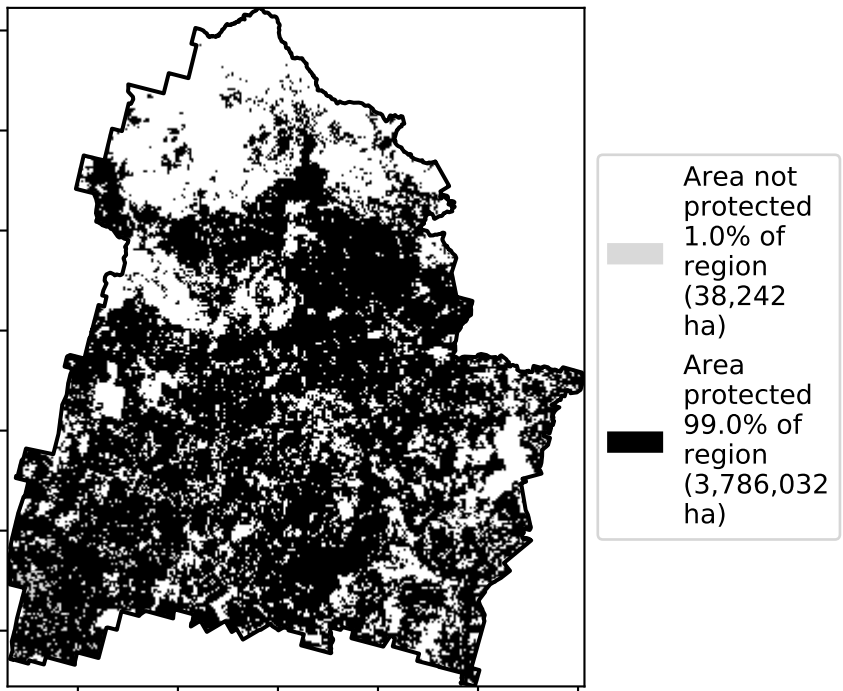 Area not
protected
1.0% of
region
(38,242
ha)
Area
protected
99.0% of
region
(3,786,032
ha)